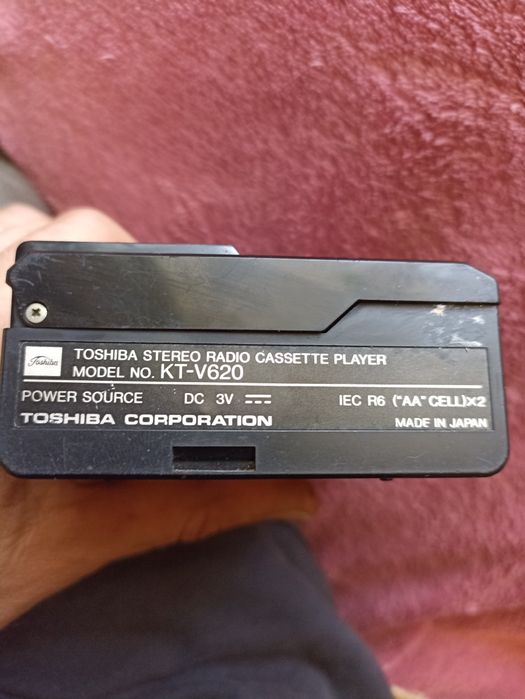 Toshiba
TOSHIBA STEREO RADIO CASSETTE PLAYER
MODEL NO. KT-V620
POWER SOURCE DC 3V ⎓ IEC R6 ("AA" CELL)×2
TOSHIBA CORPORATION MADE IN JAPAN